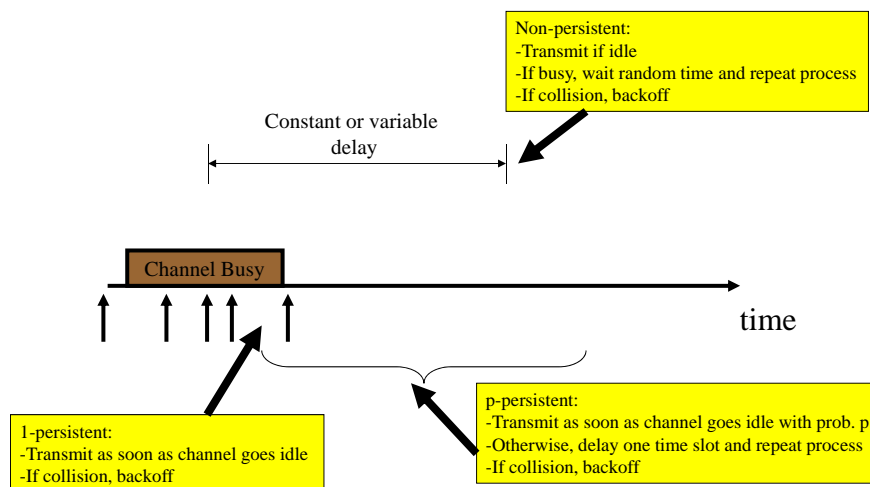 Non-persistent:
-Transmit if idle
-If busy, wait random time and repeat process
-If collision, backoff
Constant or variable
delay
Channel Busy
time
1-persistent:
-Transmit as soon as channel goes idle
-If collision, backoff
p-persistent:
-Transmit as soon as channel goes idle with prob. p
-Otherwise, delay one time slot and repeat process
-If collision, backoff